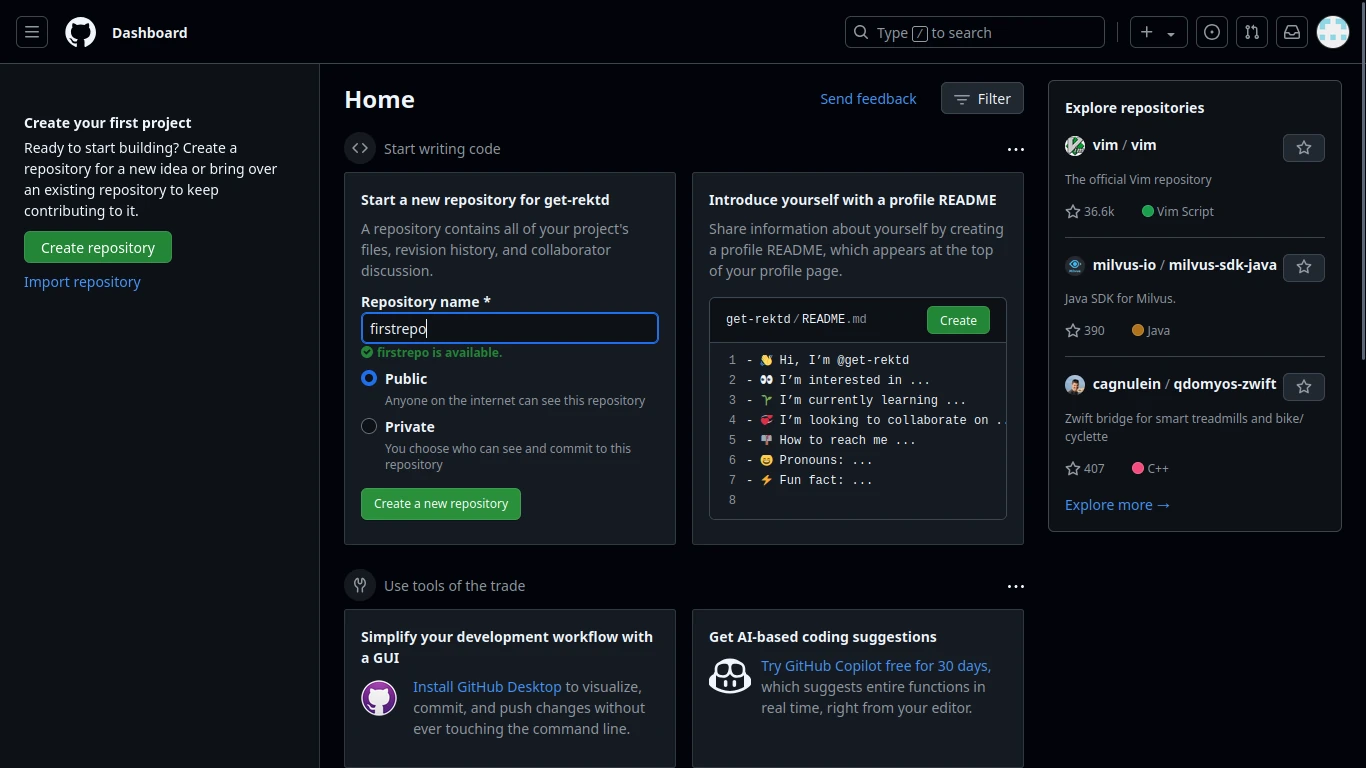 Dashboard
Type / to search
Create your first project
Ready to start building? Create a
repository for a new idea or bring over
an existing repository to keep
contributing to it.
Create repository
Import repository
Home
Send feedback
Filter
Start writing code
Start a new repository for get-rektd
A repository contains all of your project's
files, revision history, and collaborator
discussion.
Repository name *
firstrepo
firstrepo is available.
Public
Anyone on the internet can see this repository
Private
You choose who can see and commit to this
repository
Create a new repository
Introduce yourself with a profile README
Share information about yourself by creating
a profile README, which appears at the top
of your profile page.
get-rektd/README.md
Create
1 - 👋 Hi, I’m @get-rektd
2 - 👀 I’m interested in ...
3 - 🌱 I’m currently learning ...
4 - 💞️ I’m looking to collaborate on ..
5 - 📫 How to reach me ...
6 - 😄 Pronouns: ...
7 - ⚡ Fun fact: ...
8
Use tools of the trade
Simplify your development workflow with
a GUI
Install GitHub Desktop to visualize,
commit, and push changes without
ever touching the command line.
Get AI-based coding suggestions
Try GitHub Copilot free for 30 days,
which suggests entire functions in
real time, right from your editor.
Explore repositories
vim / vim
The official Vim repository
36.6k Vim Script
milvus-io / milvus-sdk-java
Java SDK for Milvus.
390 Java
cagnulein / qdomyos-zwift
Zwift bridge for smart treadmills and bike/
cyclette
407 C++
Explore more →